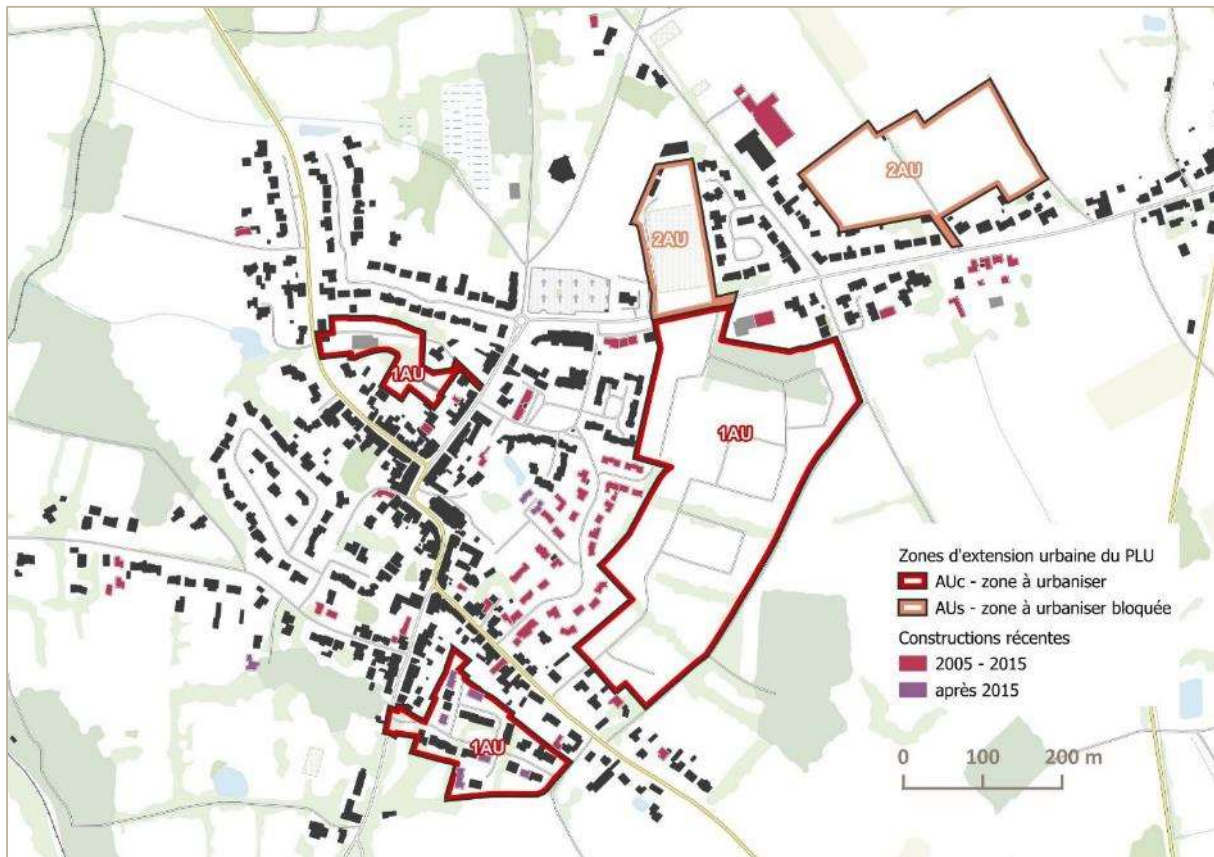 2AU
2AU
1AU
1AU
1AU
Zones d'extension urbaine du PLU
AUc - zone à urbaniser
AUs - zone à urbaniser bloquée
Constructions récentes
2005 - 2015
après 2015
0 100 200 m